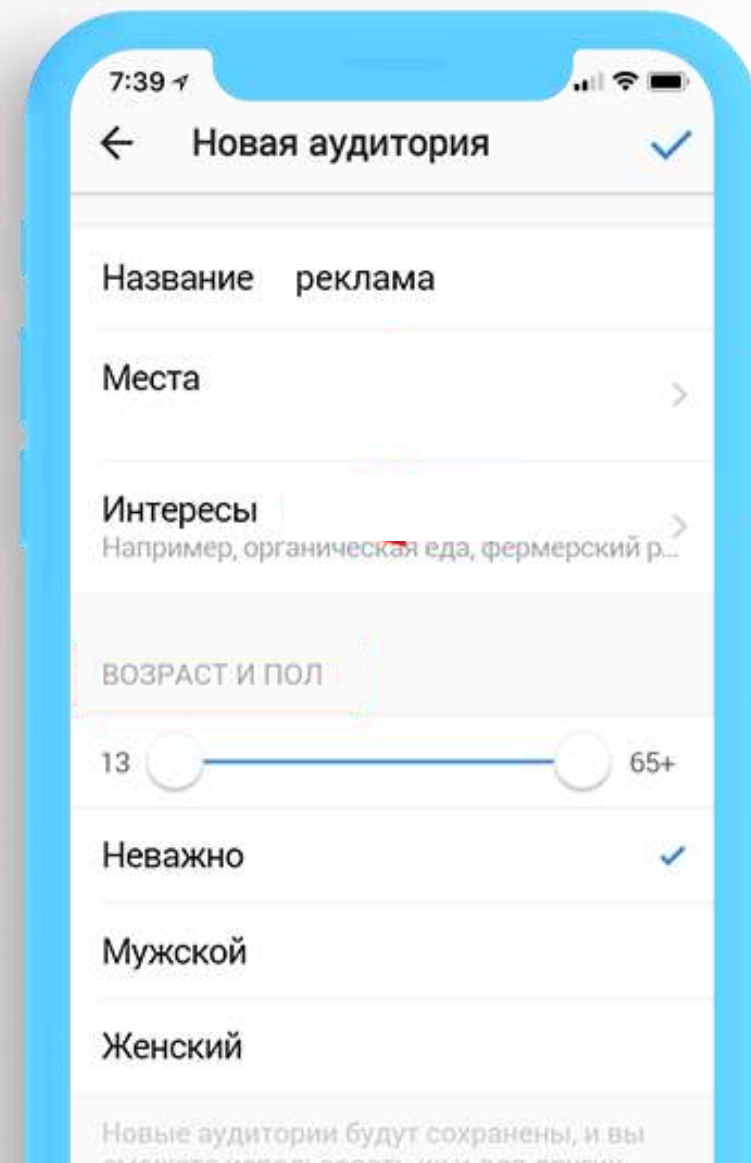 7:39
Новая аудитория
Название реклама
Места
Интересы
Например, органическая еда, фермерский р...
ВОЗРАСТ И ПОЛ
13 65+
Неважно
Мужской
Женский
Новые аудитории будут сохранены, и вы